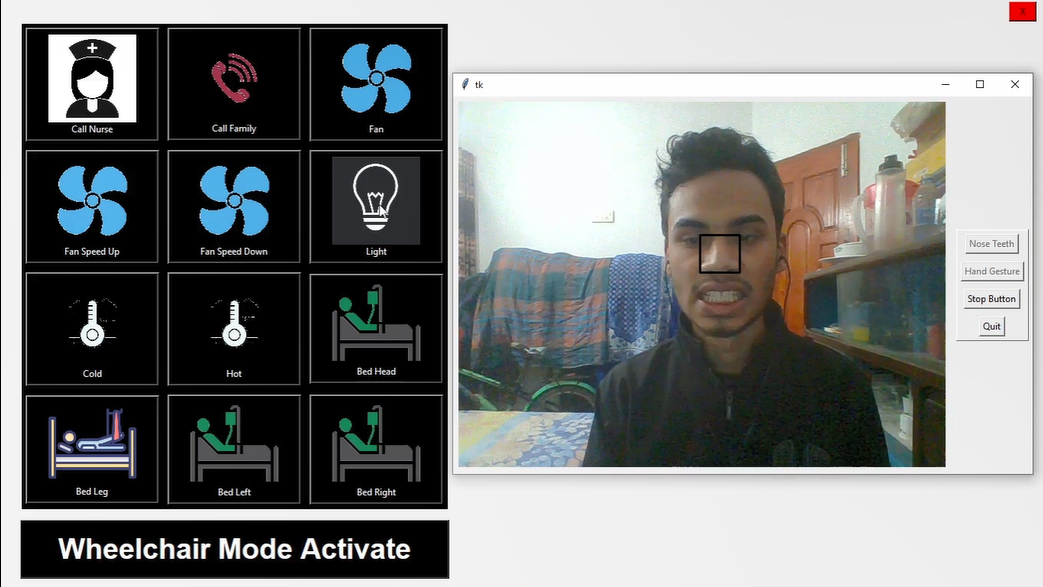 X
Call Nurse
Call Family
Fan
Fan Speed Up
Fan Speed Down
Light
Cold
Hot
Bed Head
Bed Leg
Bed Left
Bed Right
Wheelchair Mode Activate
tk
Nose Teeth
Hand Gesture
Stop Button
Quit